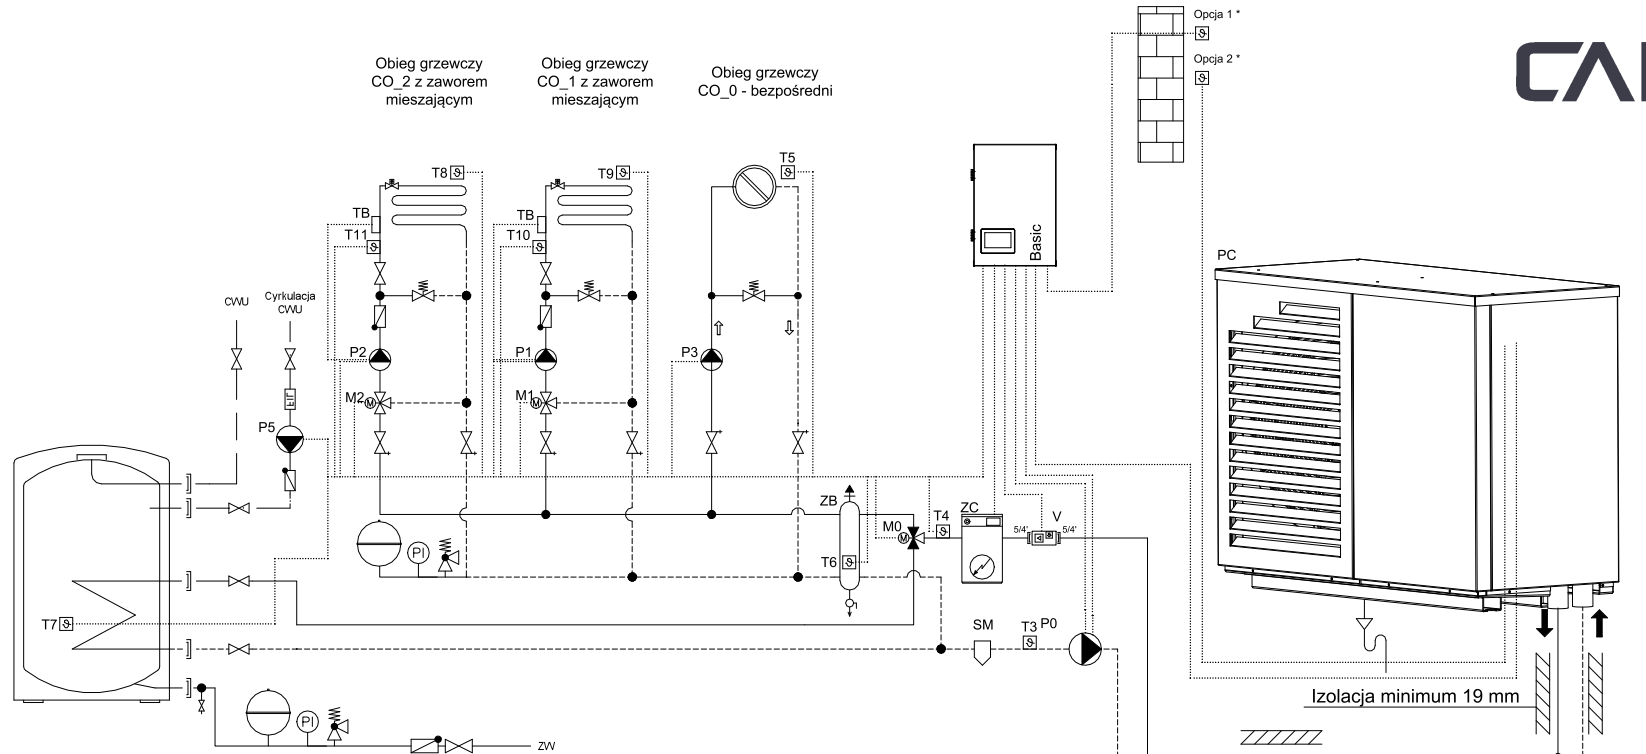 Opcja 1 *
Opcja 2 *
Obieg grzewczy
CO_2 z zaworem
mieszającym
Obieg grzewczy
CO_1 z zaworem
mieszającym
Obieg grzewczy
CO_0 - bezpośredni
T8
T9
T5
TB
TB
T11
T10
Basic
PC
CWU
Cyrkulacja
CWU
P2
P1
P3
M2
M
M1
M
FIL
P5
ZB
M0
M
T4
ZC
5/4'
V
5/4'
PI
T6
T7
SM
T3
P0
Izolacja minimum 19 mm
PI
ZW